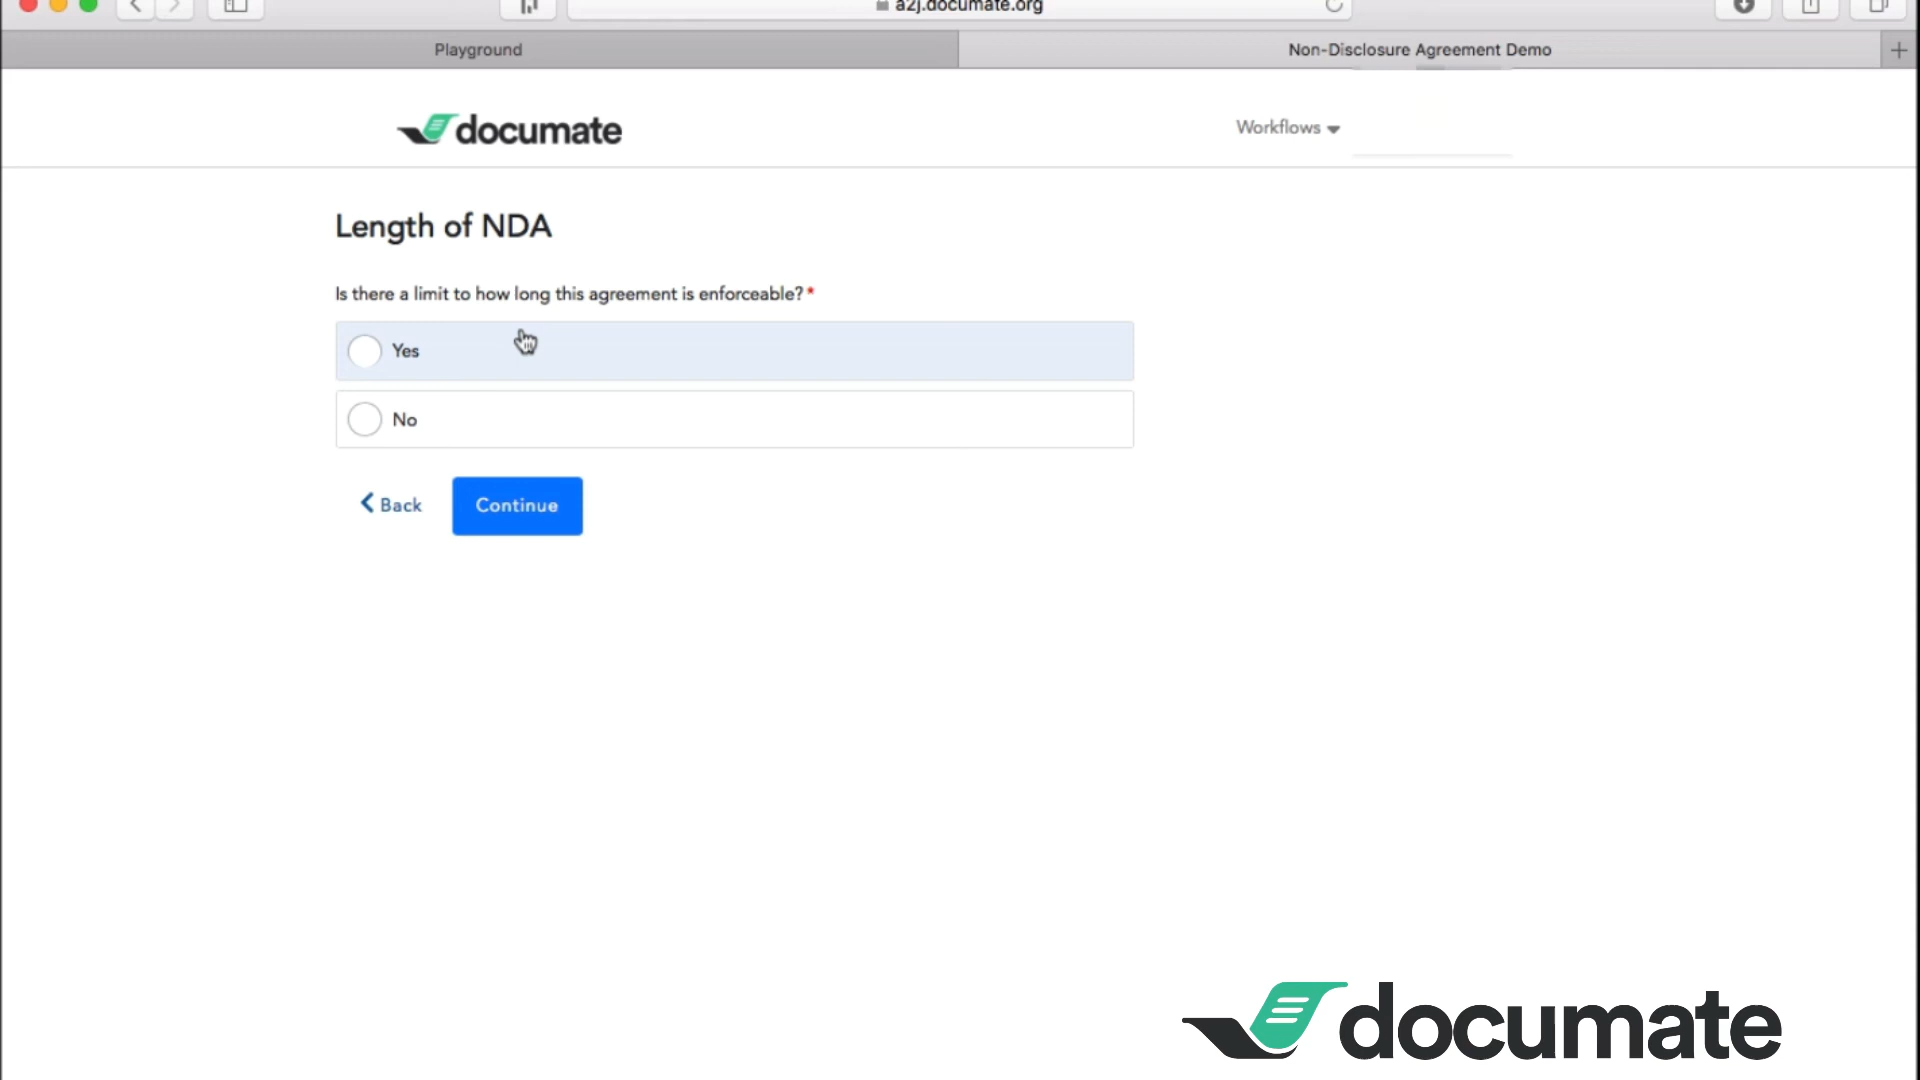 a2j.documate.org
Playground
Non-Disclosure Agreement Demo
documate
Workflows
Length of NDA
Is there a limit to how long this agreement is enforceable? *
Yes
No
Back
Continue
documate